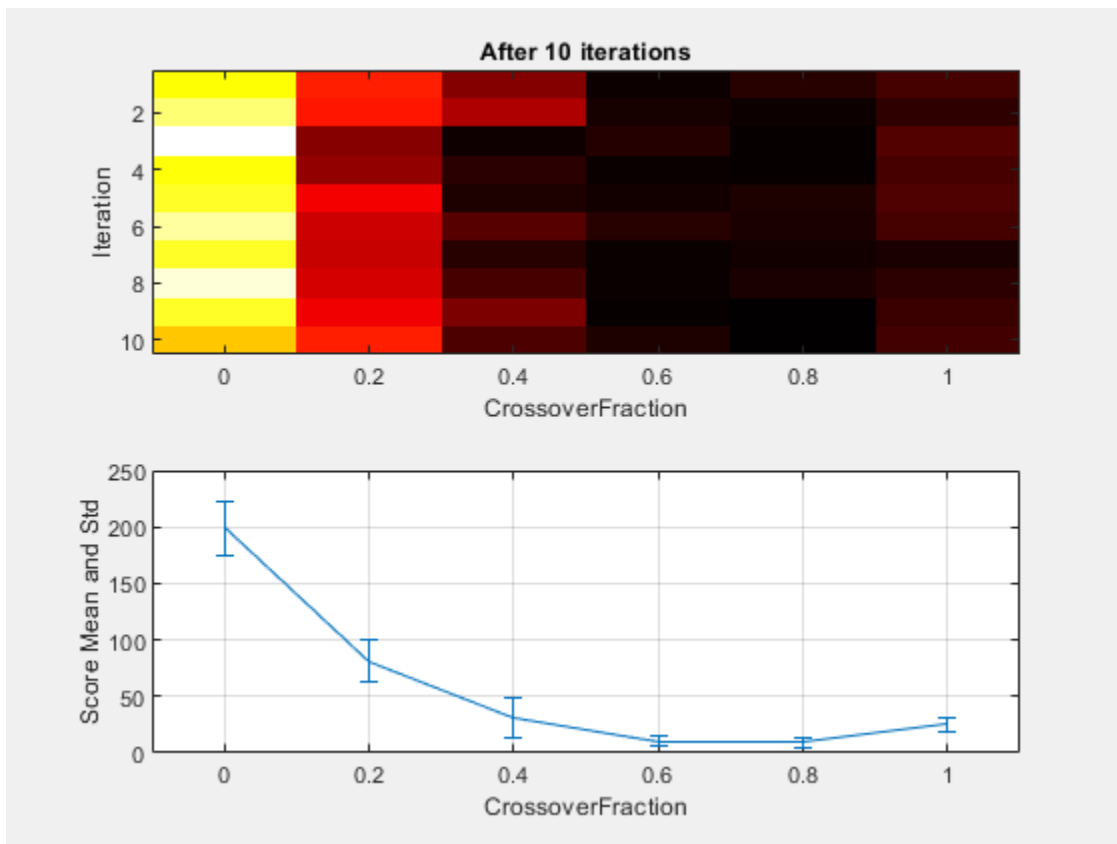 After 10 iterations
Iteration
2
4
6
8
10
0 0.2 0.4 0.6 0.8 1
CrossoverFraction
Score Mean and Std
250
200
150
100
50
0
0 0.2 0.4 0.6 0.8 1
CrossoverFraction